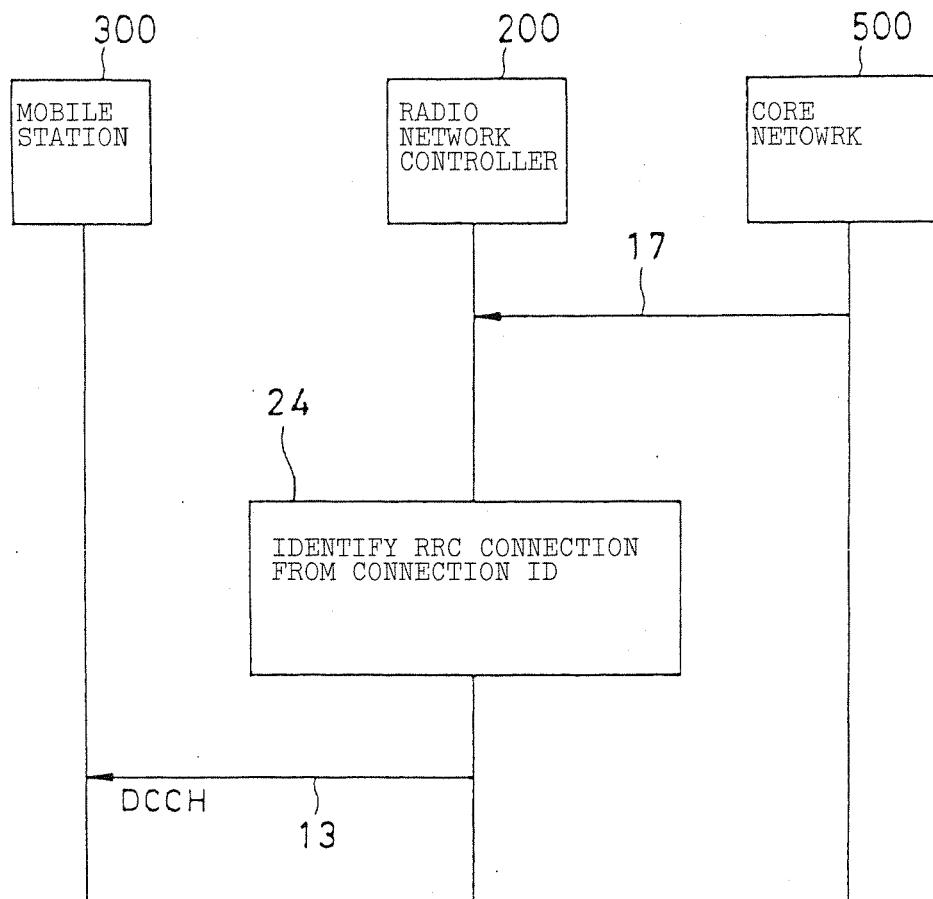 300
200
500
MOBILE
STATION
RADIO
NETWORK
CONTROLLER
CORE
NETOWRK
17
24
IDENTIFY RRC CONNECTION
FROM CONNECTION ID
DCCH
13